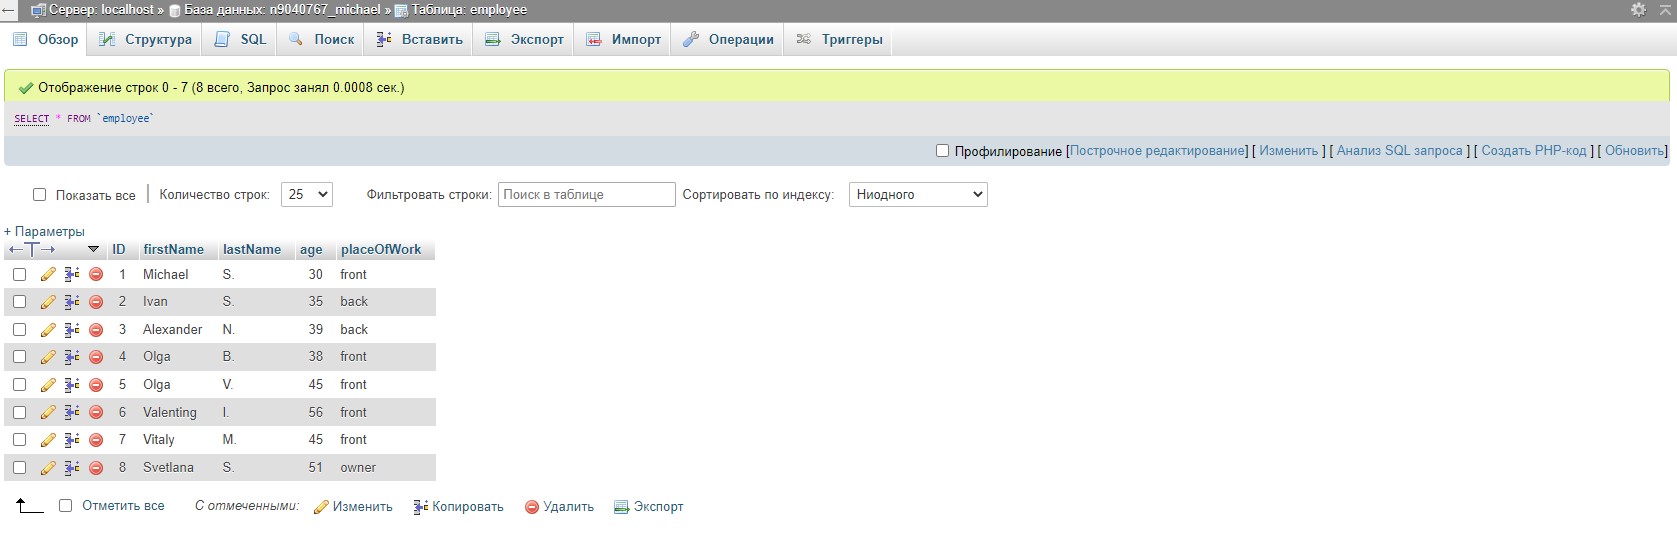 Сервер: localhost » База данных: n9040767_michael » Таблица: employee
Обзор Структура SQL Поиск Вставить Экспорт Импорт Операции Триггеры
Отображение строк 0 - 7 (8 всего, Запрос занял 0.0008 сек.)
SELECT * FROM `employee`
Профилирование [Построчное редактирование] [ Изменить ] [ Анализ SQL запроса ] [ Создать PHP-код ] [ Обновить]
Показать все Количество строк: 25 Фильтровать строки: Поиск в таблице Сортировать по индексу: Ниодного
+ Параметры
ID firstName lastName age placeOfWork
1 Michael S. 30 front
2 Ivan S. 35 back
3 Alexander N. 39 back
4 Olga B. 38 front
5 Olga V. 45 front
6 Valenting I. 56 front
7 Vitaly M. 45 front
8 Svetlana S. 51 owner
Отметить все С отмеченными: Изменить Копировать Удалить Экспорт